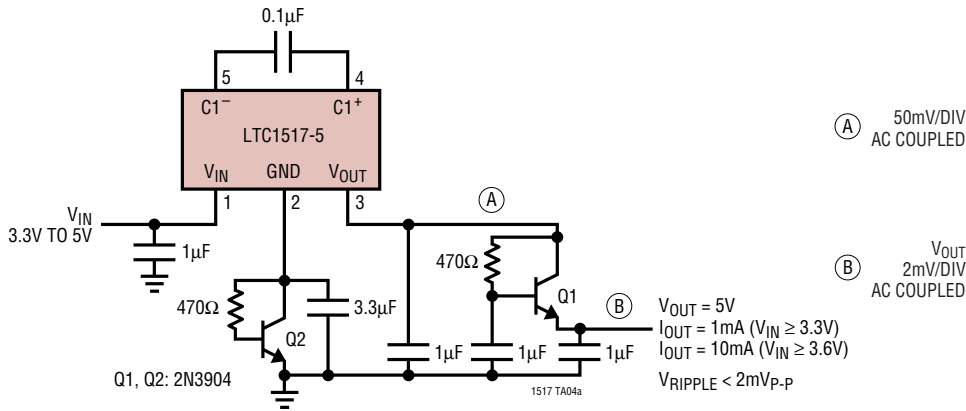 0.1µF
5
4
C1⁻
C1⁺
LTC1517-5
V_IN
GND
V_OUT
1
2
3
V_IN
3.3V TO 5V
1µF
A
470Ω
Q1
B
470Ω
Q2
3.3µF
1µF
1µF
1µF
V_OUT = 5V
I_OUT = 1mA (V_IN ≥ 3.3V)
I_OUT = 10mA (V_IN ≥ 3.6V)
V_RIPPLE < 2mV_P-P
Q1, Q2: 2N3904
1517 TA04a
A
50mV/DIV
AC COUPLED
B
V_OUT
2mV/DIV
AC COUPLED